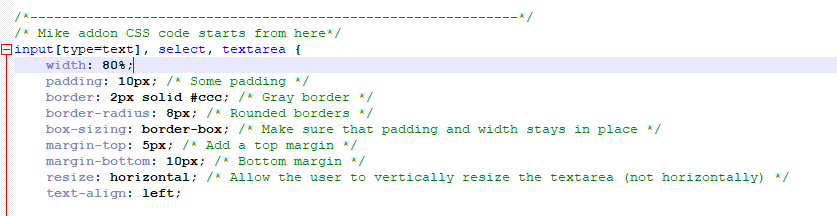 /*-------------------------------------------------------------*/
/* Mike addon CSS code starts from here*/
input[type=text], select, textarea {
    width: 80%;
    padding: 10px; /* Some padding */
    border: 2px solid #ccc; /* Gray border */
    border-radius: 8px; /* Rounded borders */
    box-sizing: border-box; /* Make sure that padding and width stays in place */
    margin-top: 5px; /* Add a top margin */
    margin-bottom: 10px; /* Bottom margin */
    resize: horizontal; /* Allow the user to vertically resize the textarea (not horizontally) */
    text-align: left;